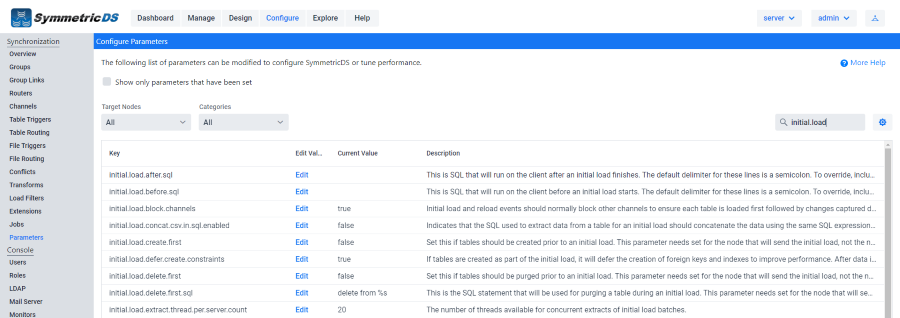 SymmetricDS
Dashboard Manage Design Configure Explore Help server admin
Synchronization
Overview
Groups
Group Links
Routers
Channels
Table Triggers
Table Routing
File Triggers
File Routing
Conflicts
Transforms
Load Filters
Extensions
Jobs
Parameters
Console
Users
Roles
LDAP
Mail Server
Monitors
Configure Parameters
The following list of parameters can be modified to configure SymmetricDS or tune performance. More Help
Show only parameters that have been set
Target Nodes Categories
All All initial.load
Key Edit Val... Current Value Description
initial.load.after.sql Edit This is SQL that will run on the client after an initial load finishes. The default delimiter for these lines is a semicolon. To override, inclu...
initial.load.before.sql Edit This is SQL that will run on the client before an initial load starts. The default delimiter for these lines is a semicolon. To override, inclu...
initial.load.block.channels Edit true Initial load and reload events should normally block other channels to ensure each table is loaded first followed by changes captured d...
initial.load.concat.csv.in.sql.enabled Edit false Indicates that the SQL used to extract data from a table for an initial load should concatenate the data using the same SQL expression...
initial.load.create.first Edit false Set this if tables should be created prior to an initial load. This parameter needs set for the node that will send the initial load, not the n...
initial.load.defer.create.constraints Edit true If tables are created as part of the initial load, it will defer the creation of foreign keys and indexes to improve performance. After data i...
initial.load.delete.first Edit false Set this if tables should be purged prior to an initial load. This parameter needs set for the node that will send the initial load, not the n...
initial.load.delete.first.sql Edit delete from %s This is the SQL statement that will be used for purging a table during an initial load. This parameter needs set for the node that will se...
initial.load.extract.thread.per.server.count Edit 20 The number of threads available for concurrent extracts of initial load batches.